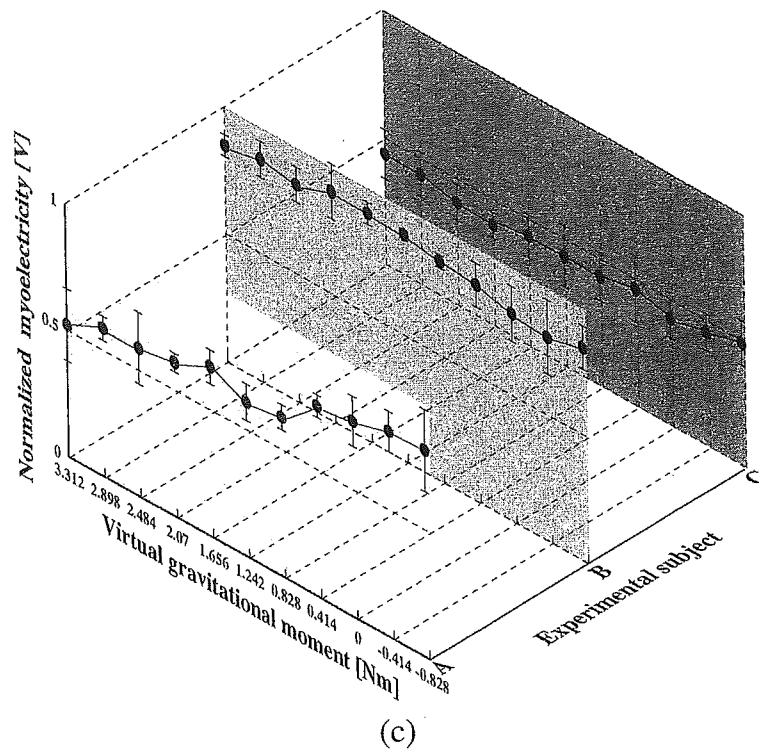 Normalized myoelectricity [V]
1
0.5
0
3.312
2.898
2.484
2.07
1.656
1.242
0.828
0.414
0
-0.414
-0.828
Virtual gravitational moment [Nm]
A
B
C
Experimental subject
(c)